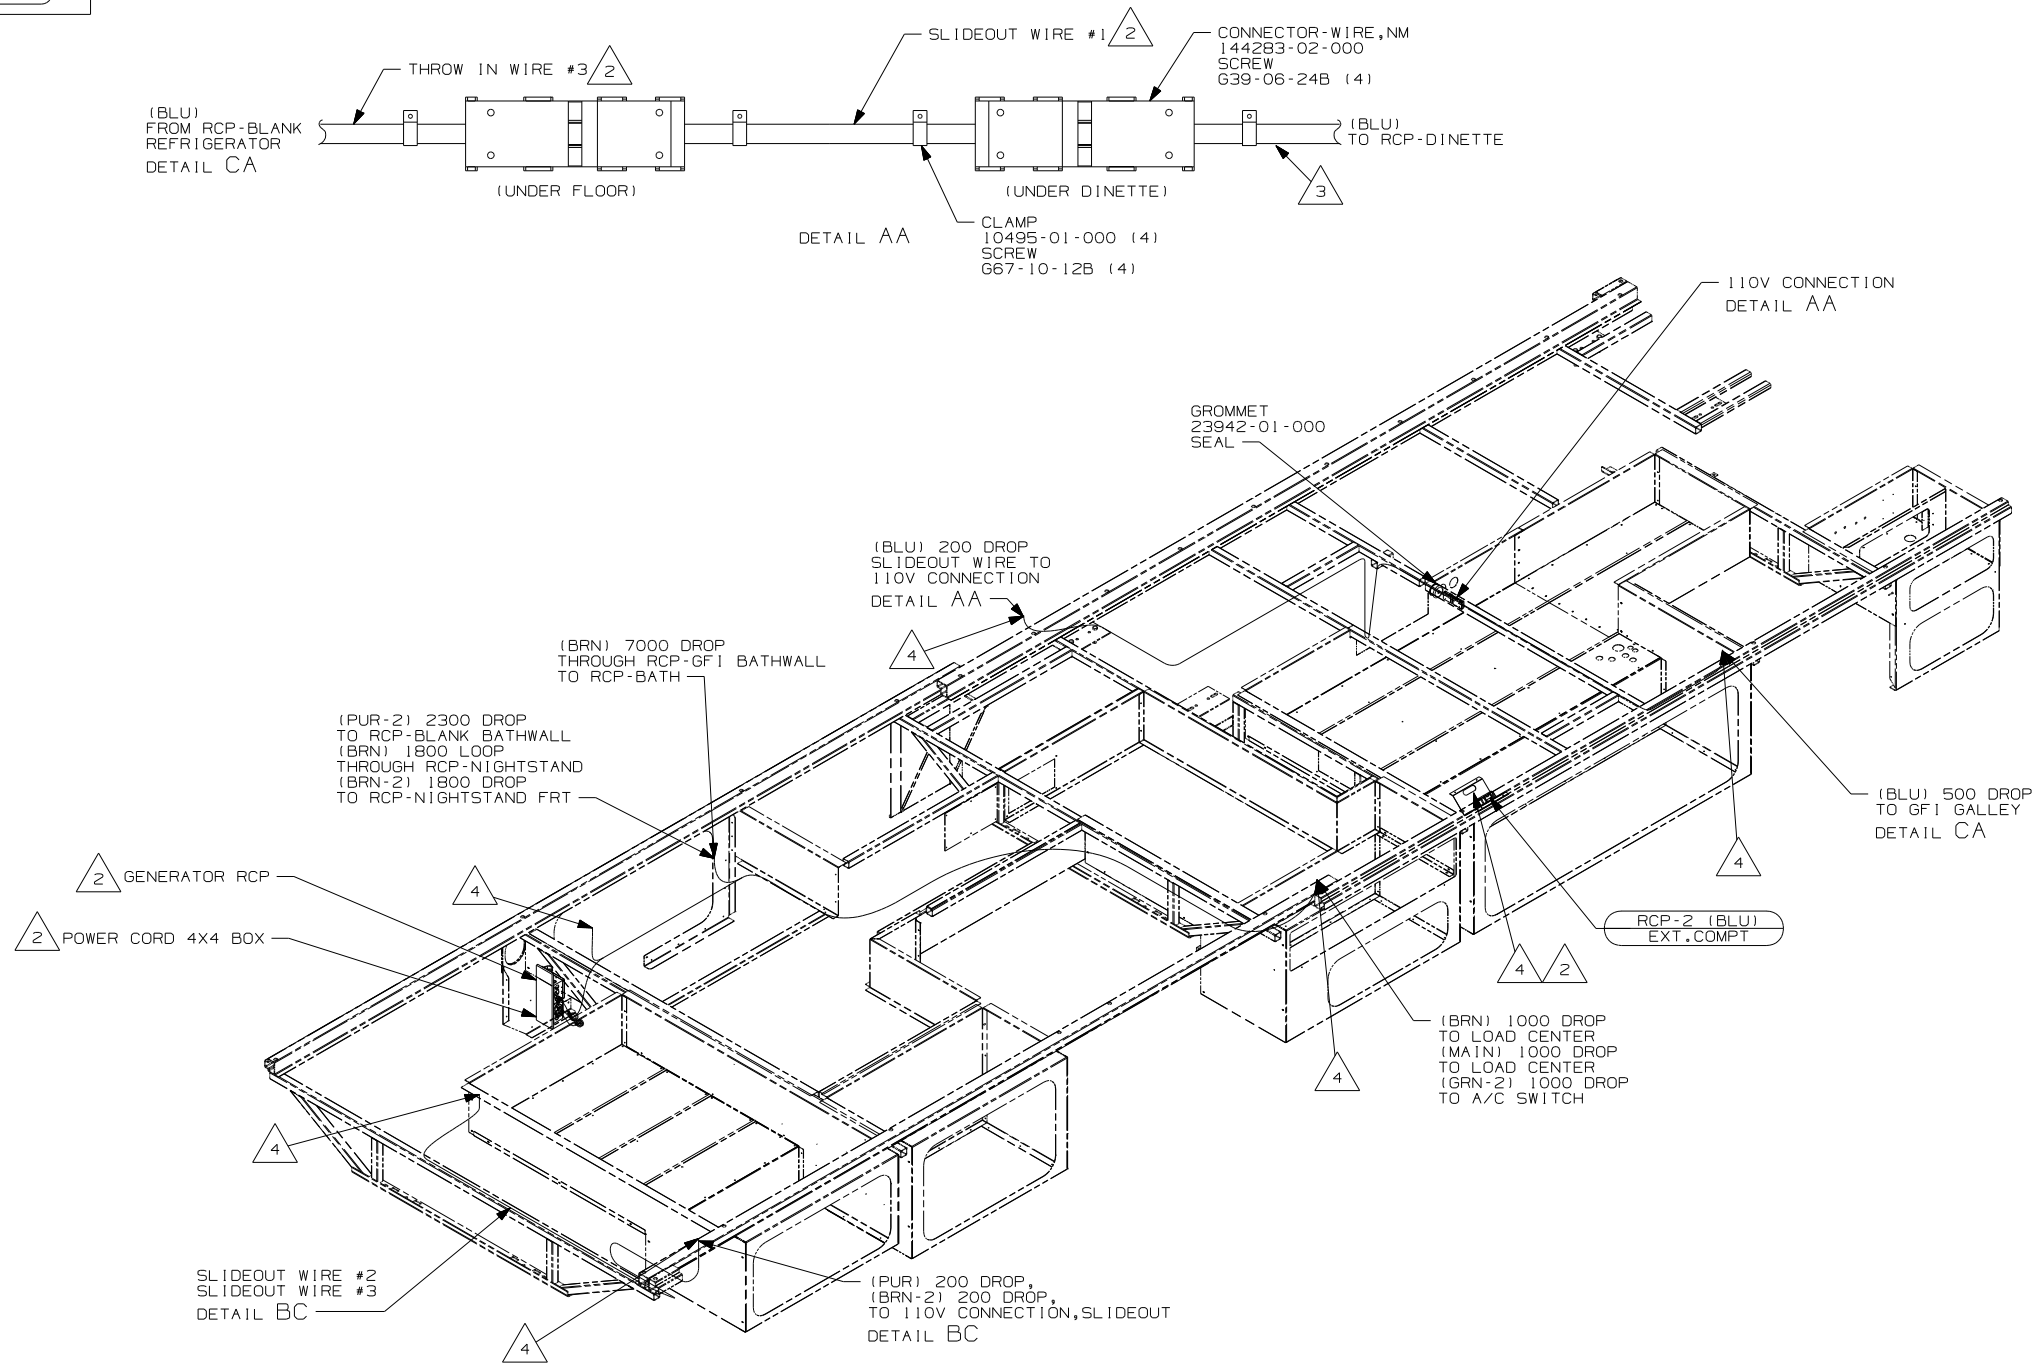 SLIDEOUT WIRE #1
2
CONNECTOR-WIRE,NM
144283-02-000
SCREW
G39-06-24B (4)
THROW IN WIRE #3
2
(BLU)
FROM RCP-BLANK
REFRIGERATOR
DETAIL CA
(BLU)
TO RCP-DINETTE
(UNDER FLOOR)
(UNDER DINETTE)
3
DETAIL AA
CLAMP
10495-01-000 (4)
SCREW
G67-10-12B (4)
110V CONNECTION
DETAIL AA
GROMMET
23942-01-000
SEAL
(BLU) 200 DROP
SLIDEOUT WIRE TO
110V CONNECTION
DETAIL AA
4
(BRN) 7000 DROP
THROUGH RCP-GFI BATHWALL
TO RCP-BATH
(PUR-2) 2300 DROP
TO RCP-BLANK BATHWALL
(BRN) 1800 LOOP
THROUGH RCP-NIGHTSTAND
(BRN-2) 1800 DROP
TO RCP-NIGHTSTAND FRT
(BLU) 500 DROP
TO GFI GALLEY
DETAIL CA
4
2
GENERATOR RCP
4
2
POWER CORD 4X4 BOX
RCP-2 (BLU)
EXT.COMPT
4
2
(BRN) 1000 DROP
TO LOAD CENTER
(MAIN) 1000 DROP
TO LOAD CENTER
(GRN-2) 1000 DROP
TO A/C SWITCH
4
4
SLIDEOUT WIRE #2
SLIDEOUT WIRE #3
DETAIL BC
(PUR) 200 DROP,
(BRN-2) 200 DROP,
TO 110V CONNECTION,SLIDEOUT
DETAIL BC
4